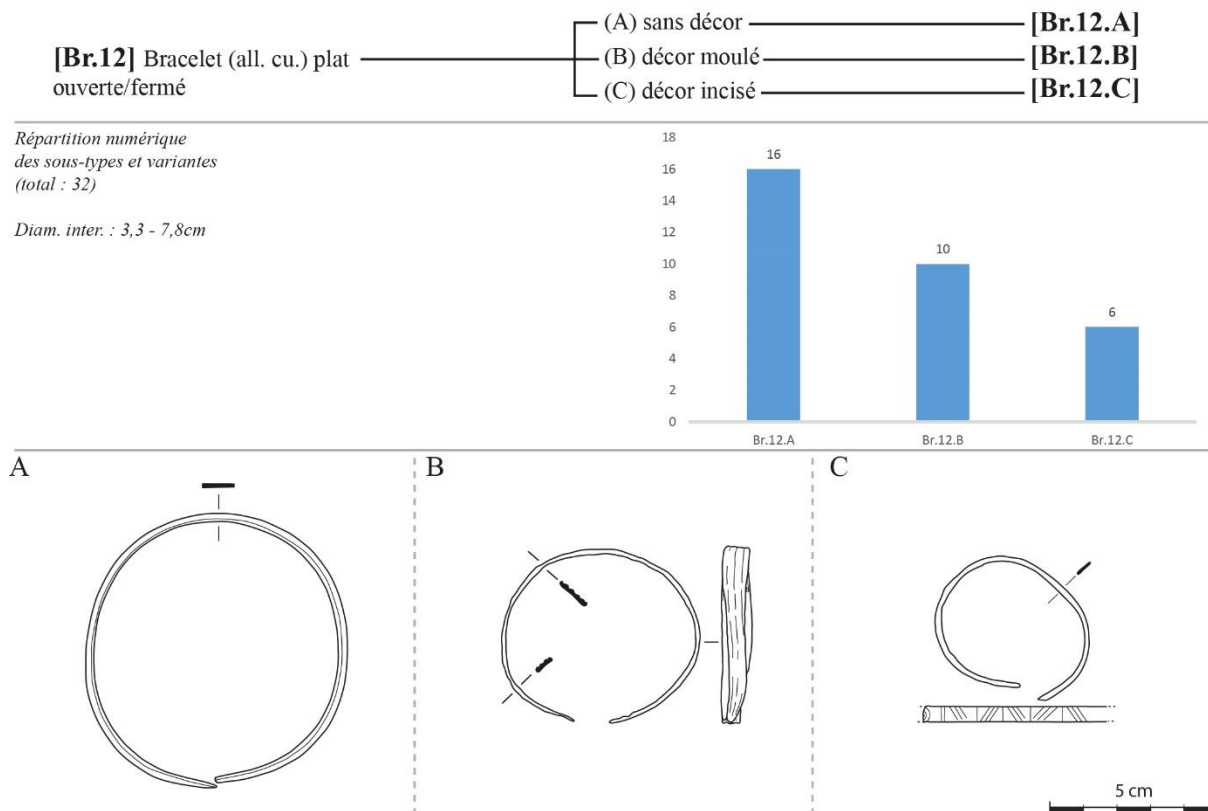 [Br.12] Bracelet (all. cu.) plat
ouverte/fermé
(A) sans décor [Br.12.A]
(B) décor moulé [Br.12.B]
(C) décor incisé [Br.12.C]
Répartition numérique
des sous-types et variantes
(total : 32)
Diam. inter. : 3,3 - 7,8cm
18
16
14
12
10
8
6
4
2
0
16
10
6
Br.12.A Br.12.B Br.12.C
A B C
5 cm